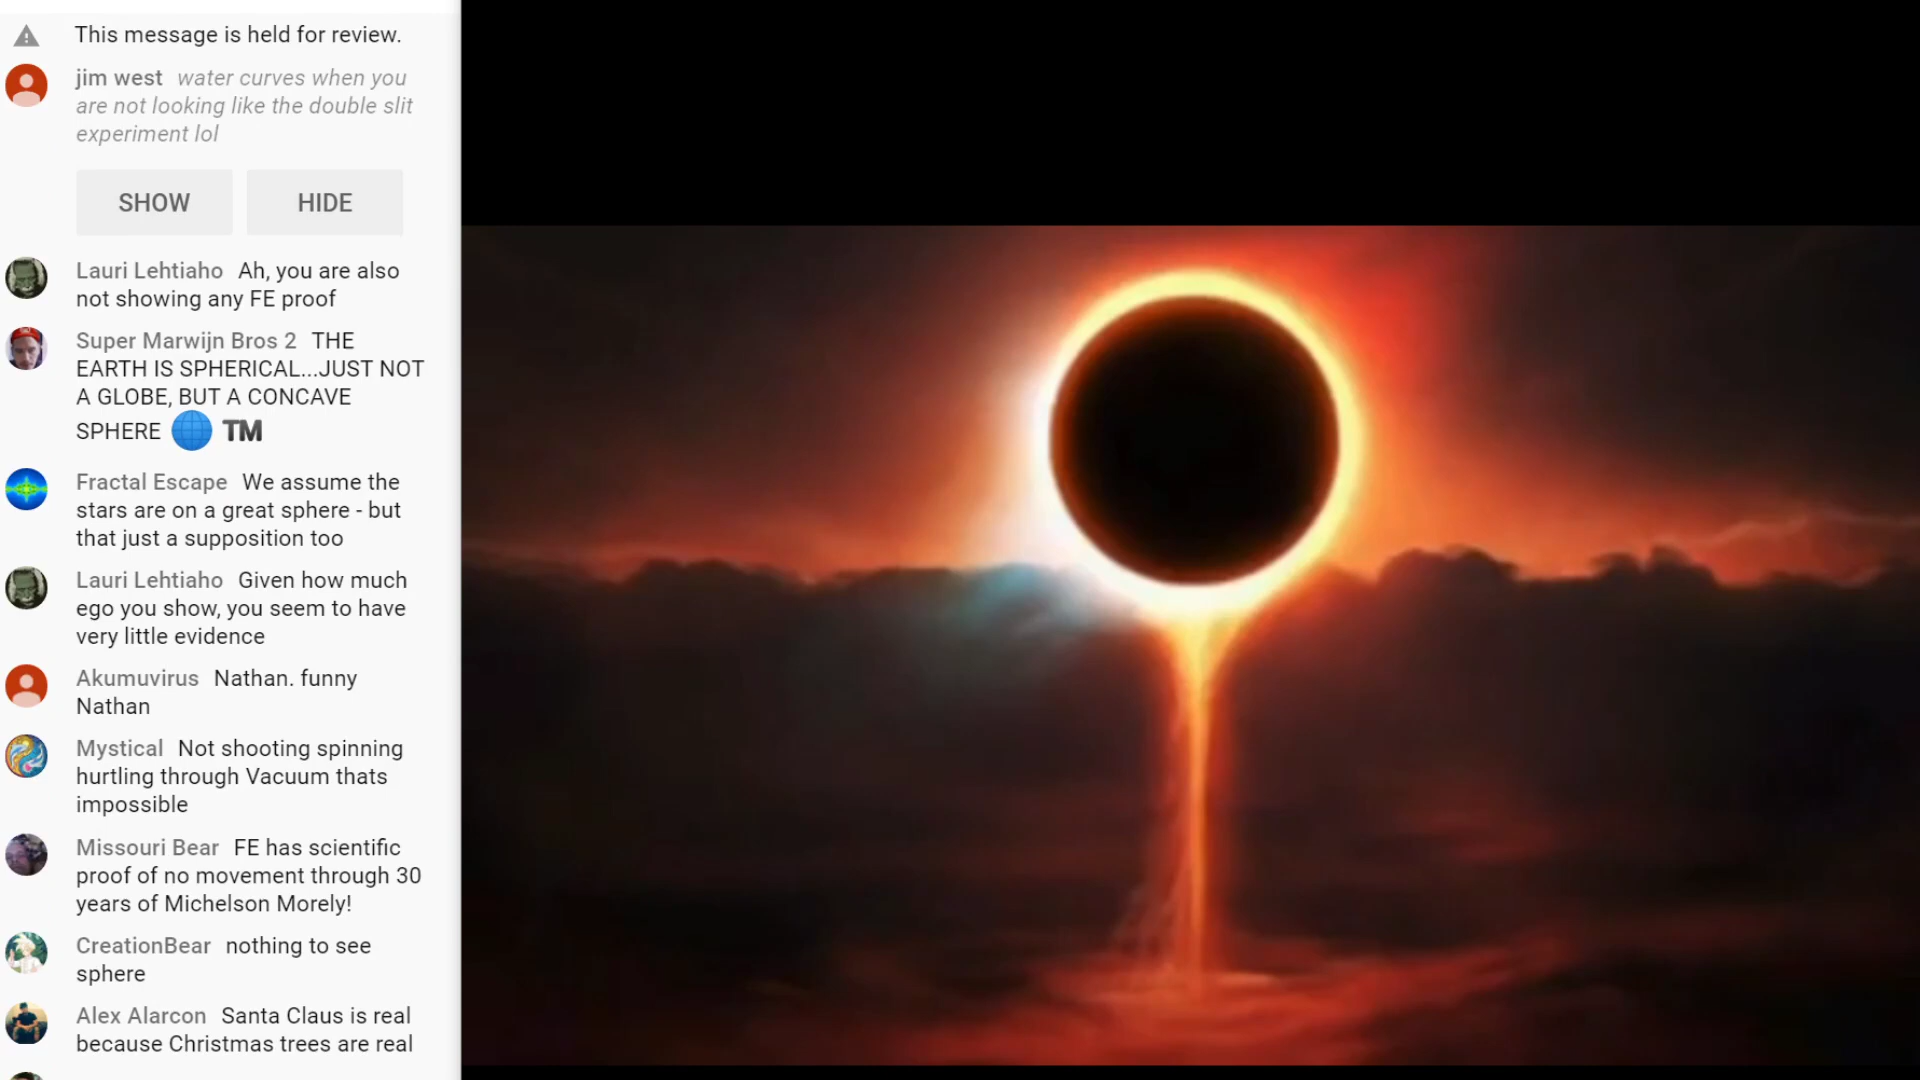 This message is held for review.
jim west water curves when you
are not looking like the double slit
experiment lol
SHOW HIDE
Lauri Lehtiaho Ah, you are also
not showing any FE proof
Super Marwijn Bros 2 THE
EARTH IS SPHERICAL...JUST NOT
A GLOBE, BUT A CONCAVE
SPHERE 🌐 ™️
Fractal Escape We assume the
stars are on a great sphere - but
that just a supposition too
Lauri Lehtiaho Given how much
ego you show, you seem to have
very little evidence
Akumuvirus Nathan. funny
Nathan
Mystical Not shooting spinning
hurtling through Vacuum thats
impossible
Missouri Bear FE has scientific
proof of no movement through 30
years of Michelson Morely!
CreationBear nothing to see
sphere
Alex Alarcon Santa Claus is real
because Christmas trees are real